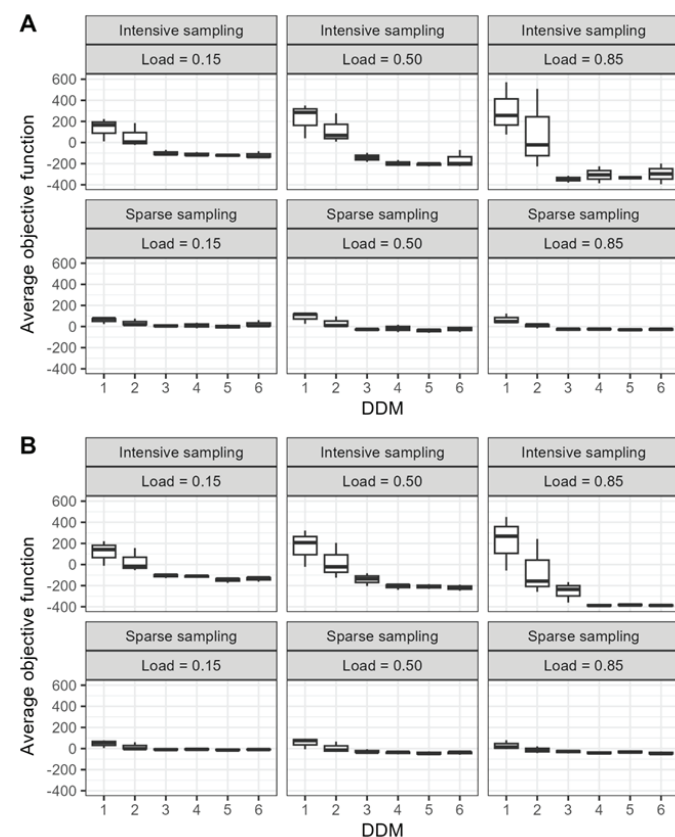 A
Intensive sampling Intensive sampling Intensive sampling
Load = 0.15 Load = 0.50 Load = 0.85
600
400
200
0
-200
-400
Average objective function
Sparse sampling Sparse sampling Sparse sampling
Load = 0.15 Load = 0.50 Load = 0.85
600
400
200
0
-200
-400
1 2 3 4 5 6 1 2 3 4 5 6 1 2 3 4 5 6
DDM
B
Intensive sampling Intensive sampling Intensive sampling
Load = 0.15 Load = 0.50 Load = 0.85
600
400
200
0
-200
-400
Average objective function
Sparse sampling Sparse sampling Sparse sampling
Load = 0.15 Load = 0.50 Load = 0.85
600
400
200
0
-200
-400
1 2 3 4 5 6 1 2 3 4 5 6 1 2 3 4 5 6
DDM